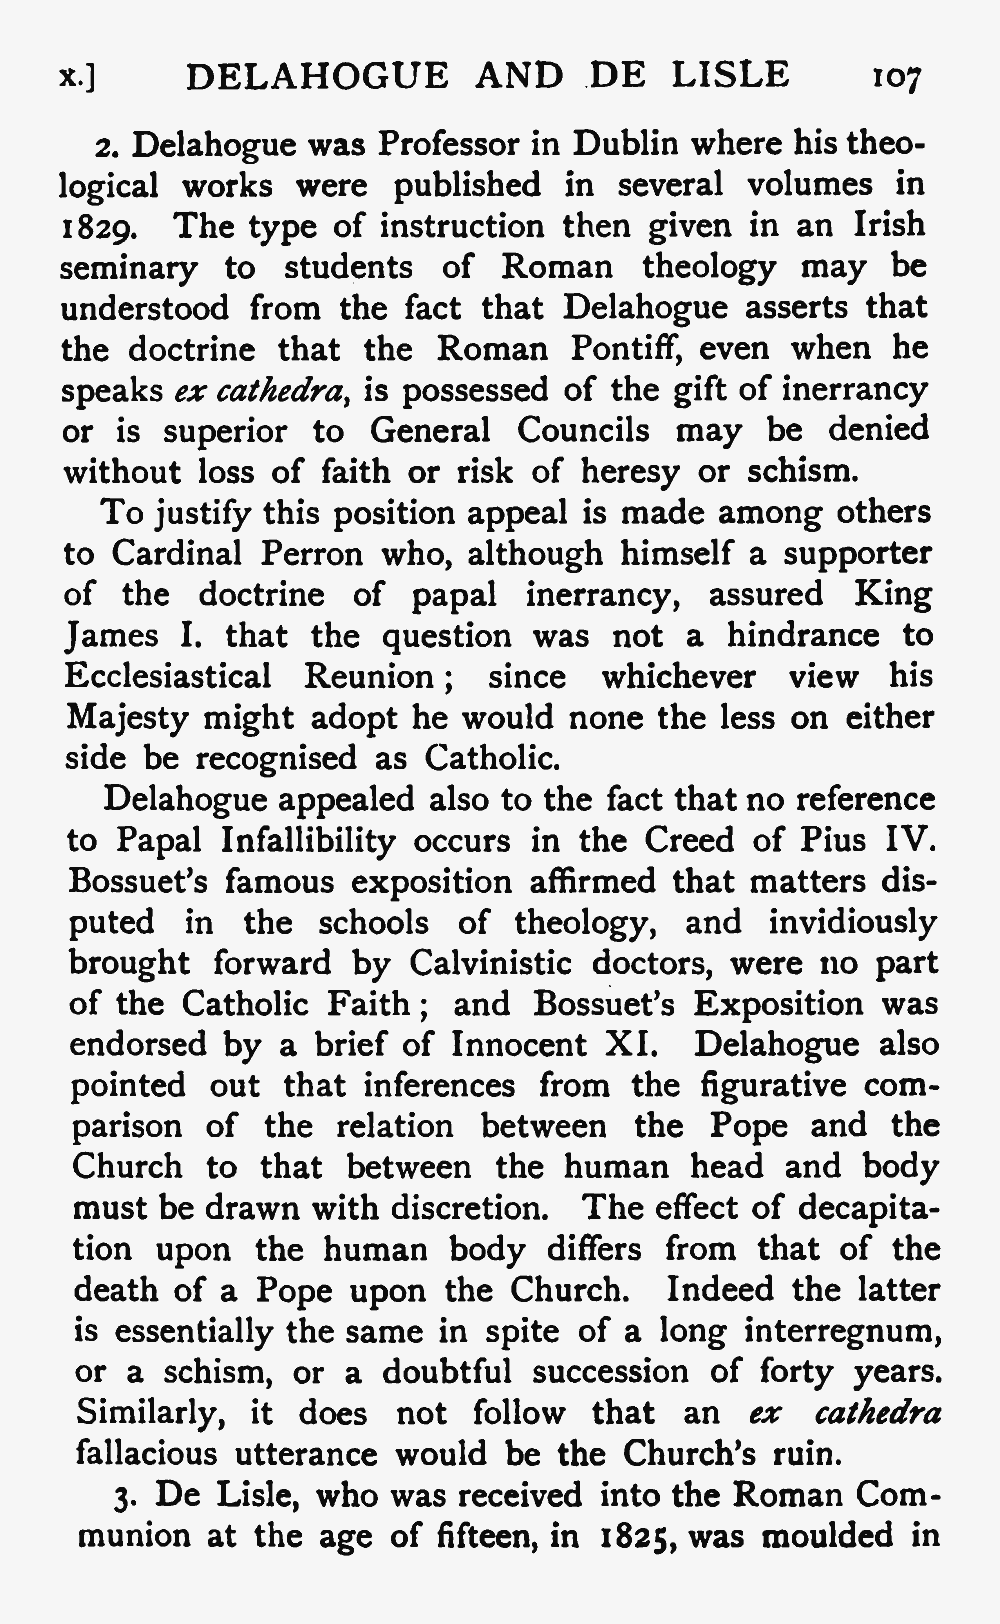 x.] DELAHOGUE AND DE LISLE 107
2. Delahogue was Professor in Dublin where his theo-
logical works were published in several volumes in
1829. The type of instruction then given in an Irish
seminary to students of Roman theology may be
understood from the fact that Delahogue asserts that
the doctrine that the Roman Pontiff, even when he
speaks ex cathedra, is possessed of the gift of inerrancy
or is superior to General Councils may be denied
without loss of faith or risk of heresy or schism.
To justify this position appeal is made among others
to Cardinal Perron who, although himself a supporter
of the doctrine of papal inerrancy, assured King
James I. that the question was not a hindrance to
Ecclesiastical Reunion ; since whichever view his
Majesty might adopt he would none the less on either
side be recognised as Catholic.
Delahogue appealed also to the fact that no reference
to Papal Infallibility occurs in the Creed of Pius IV.
Bossuet's famous exposition affirmed that matters dis-
puted in the schools of theology, and invidiously
brought forward by Calvinistic doctors, were no part
of the Catholic Faith ; and Bossuet's Exposition was
endorsed by a brief of Innocent XI. Delahogue also
pointed out that inferences from the figurative com-
parison of the relation between the Pope and the
Church to that between the human head and body
must be drawn with discretion. The effect of decapita-
tion upon the human body differs from that of the
death of a Pope upon the Church. Indeed the latter
is essentially the same in spite of a long interregnum,
or a schism, or a doubtful succession of forty years.
Similarly, it does not follow that an ex cathedra
fallacious utterance would be the Church's ruin.
3. De Lisle, who was received into the Roman Com-
munion at the age of fifteen, in 1825, was moulded in